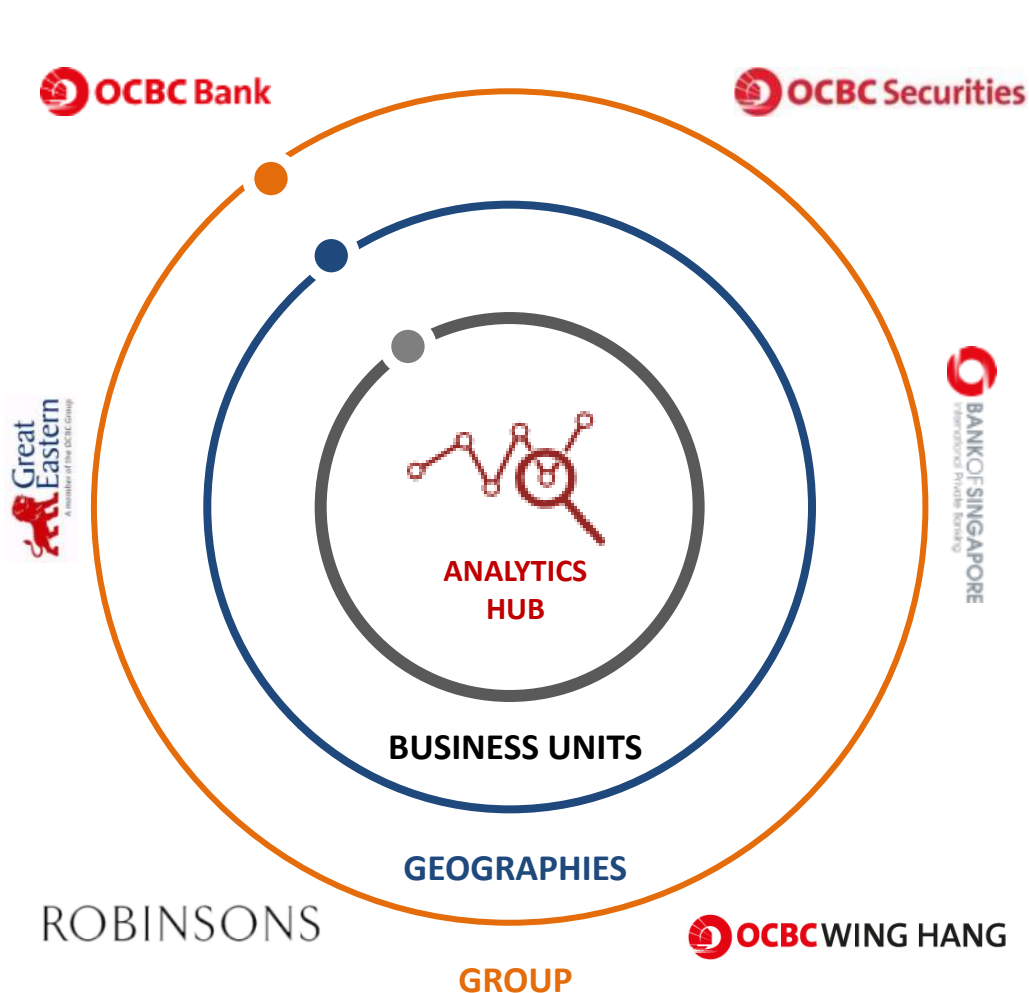 OCBC Bank
OCBC Securities
Great
Eastern
A member of the OCBC Group
BANK OF SINGAPORE
International Private Banking
ANALYTICS
HUB
BUSINESS UNITS
GEOGRAPHIES
ROBINSONS
OCBC WING HANG
GROUP